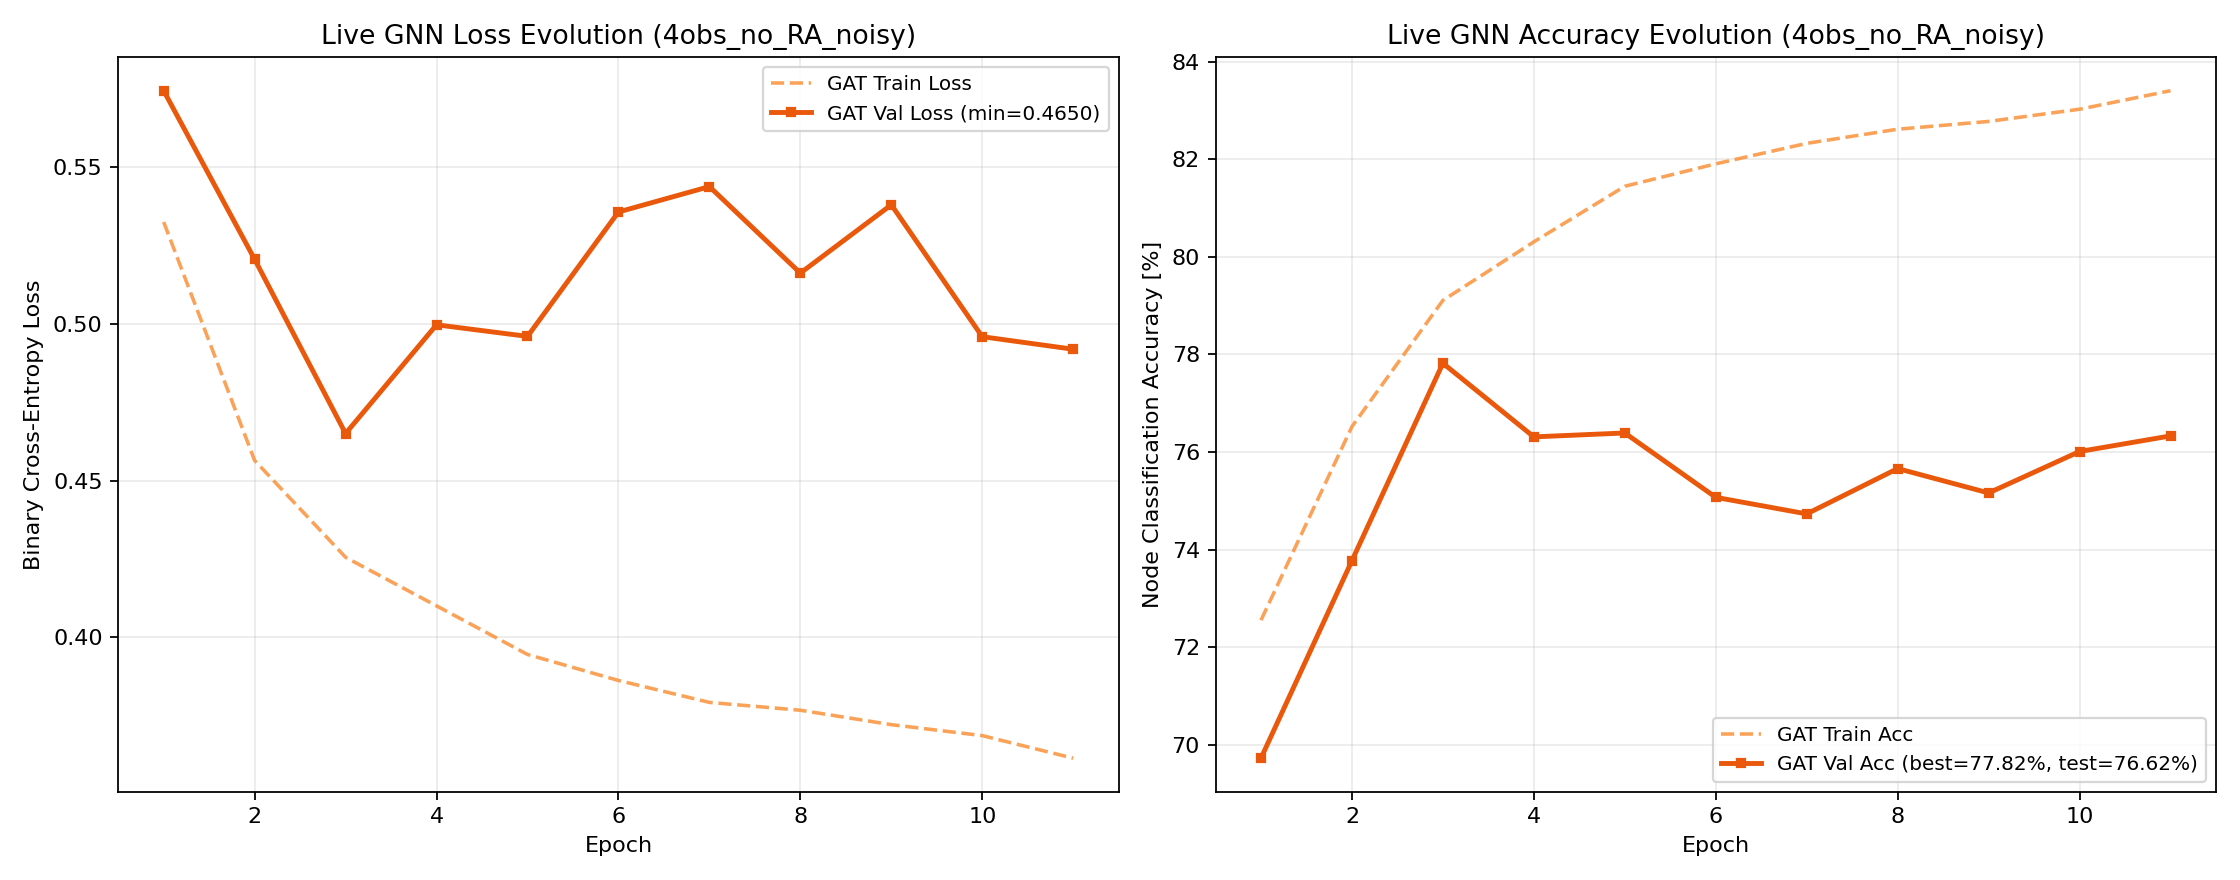 Live GNN Loss Evolution (4obs_no_RA_noisy)
GAT Train Loss
GAT Val Loss (min=0.4650)
Binary Cross-Entropy Loss
0.55
0.50
0.45
0.40
2 4 6 8 10
Epoch
Live GNN Accuracy Evolution (4obs_no_RA_noisy)
Node Classification Accuracy [%]
84
82
80
78
76
74
72
70
GAT Train Acc
GAT Val Acc (best=77.82%, test=76.62%)
2 4 6 8 10
Epoch